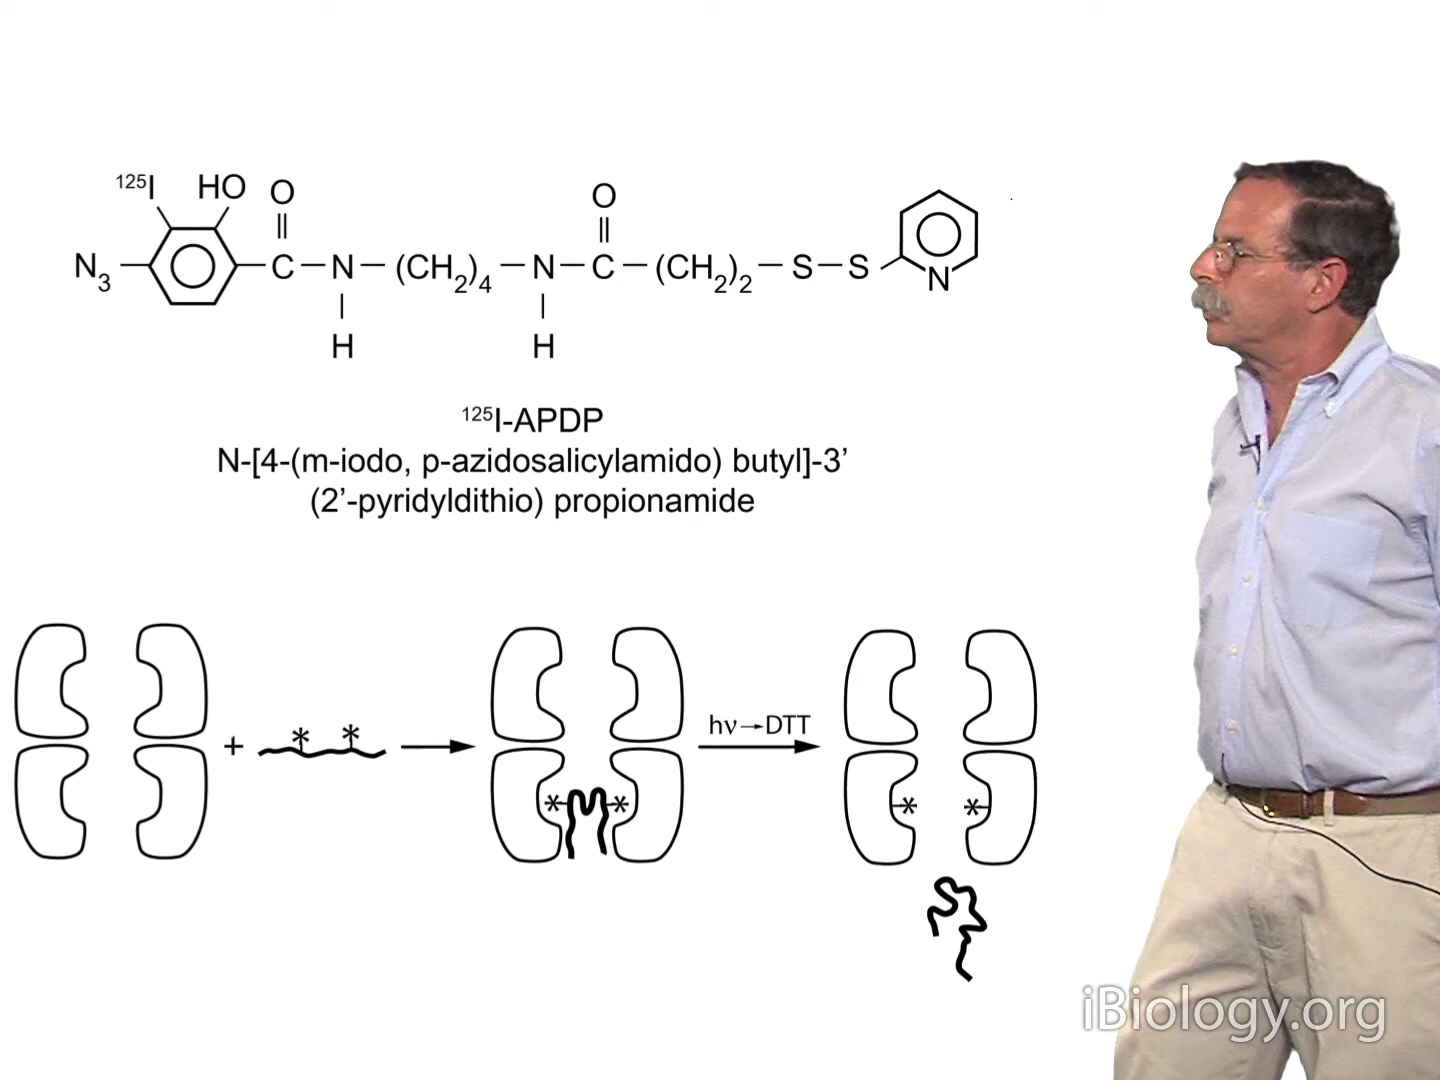 ¹²⁵I HO O O
N₃ C – N – (CH₂)₄ – N – C – (CH₂)₂ – S – S N
H H
¹²⁵I-APDP
N-[4-(m-iodo, p-azidosalicylamido) butyl]-3’
(2’-pyridyldithio) propionamide
hν→DTT
+ * *
* *
* *
iBiology.org